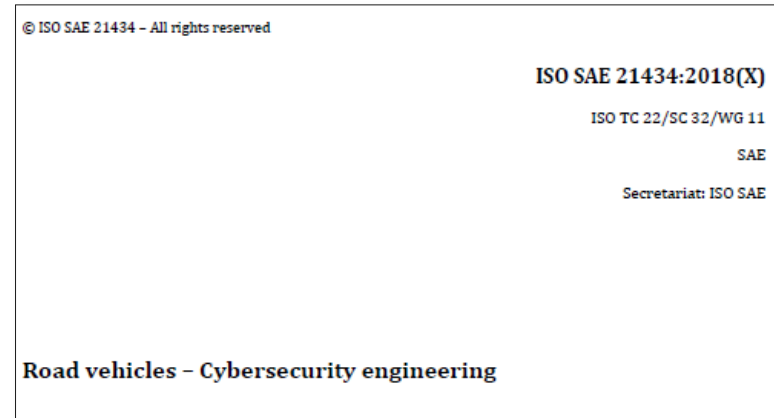 © ISO SAE 21434 – All rights reserved
ISO SAE 21434:2018(X)
ISO TC 22/SC 32/WG 11
SAE
Secretariat: ISO SAE
Road vehicles – Cybersecurity engineering